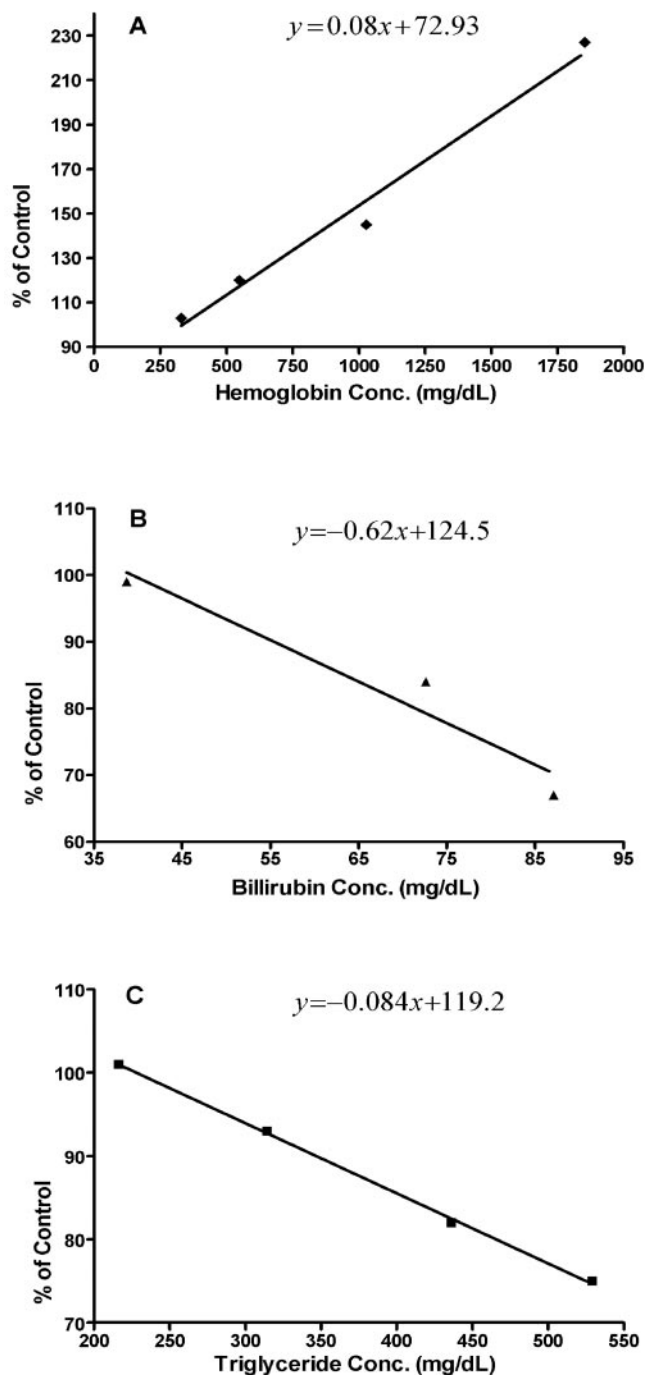 A
y=0.08x+72.93
230
210
190
170
150
130
110
90
% of Control
0 250 500 750 1000 1250 1500 1750 2000
Hemoglobin Conc. (mg/dL)
B
y=−0.62x+124.5
110
100
90
80
70
60
% of Control
35 45 55 65 75 85 95
Billirubin Conc. (mg/dL)
C
y=−0.084x+119.2
110
100
90
80
70
% of Control
200 250 300 350 400 450 500 550
Triglyceride Conc. (mg/dL)